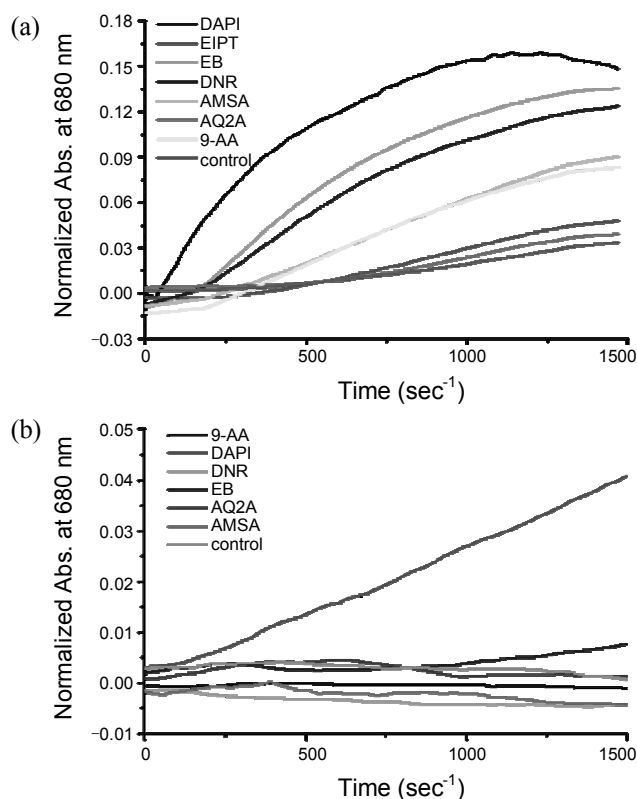 (a)
0.18
0.15
0.12
0.09
0.06
0.03
0.00
−0.03
Normalized Abs. at 680 nm
DAPI
EIPT
EB
DNR
AMSA
AQ2A
9-AA
control
0 500 1000 1500
Time (sec-1)
(b)
0.05
0.04
0.03
0.02
0.01
0.00
−0.01
Normalized Abs. at 680 nm
9-AA
DAPI
DNR
EB
AQ2A
AMSA
control
0 500 1000 1500
Time (sec-1)